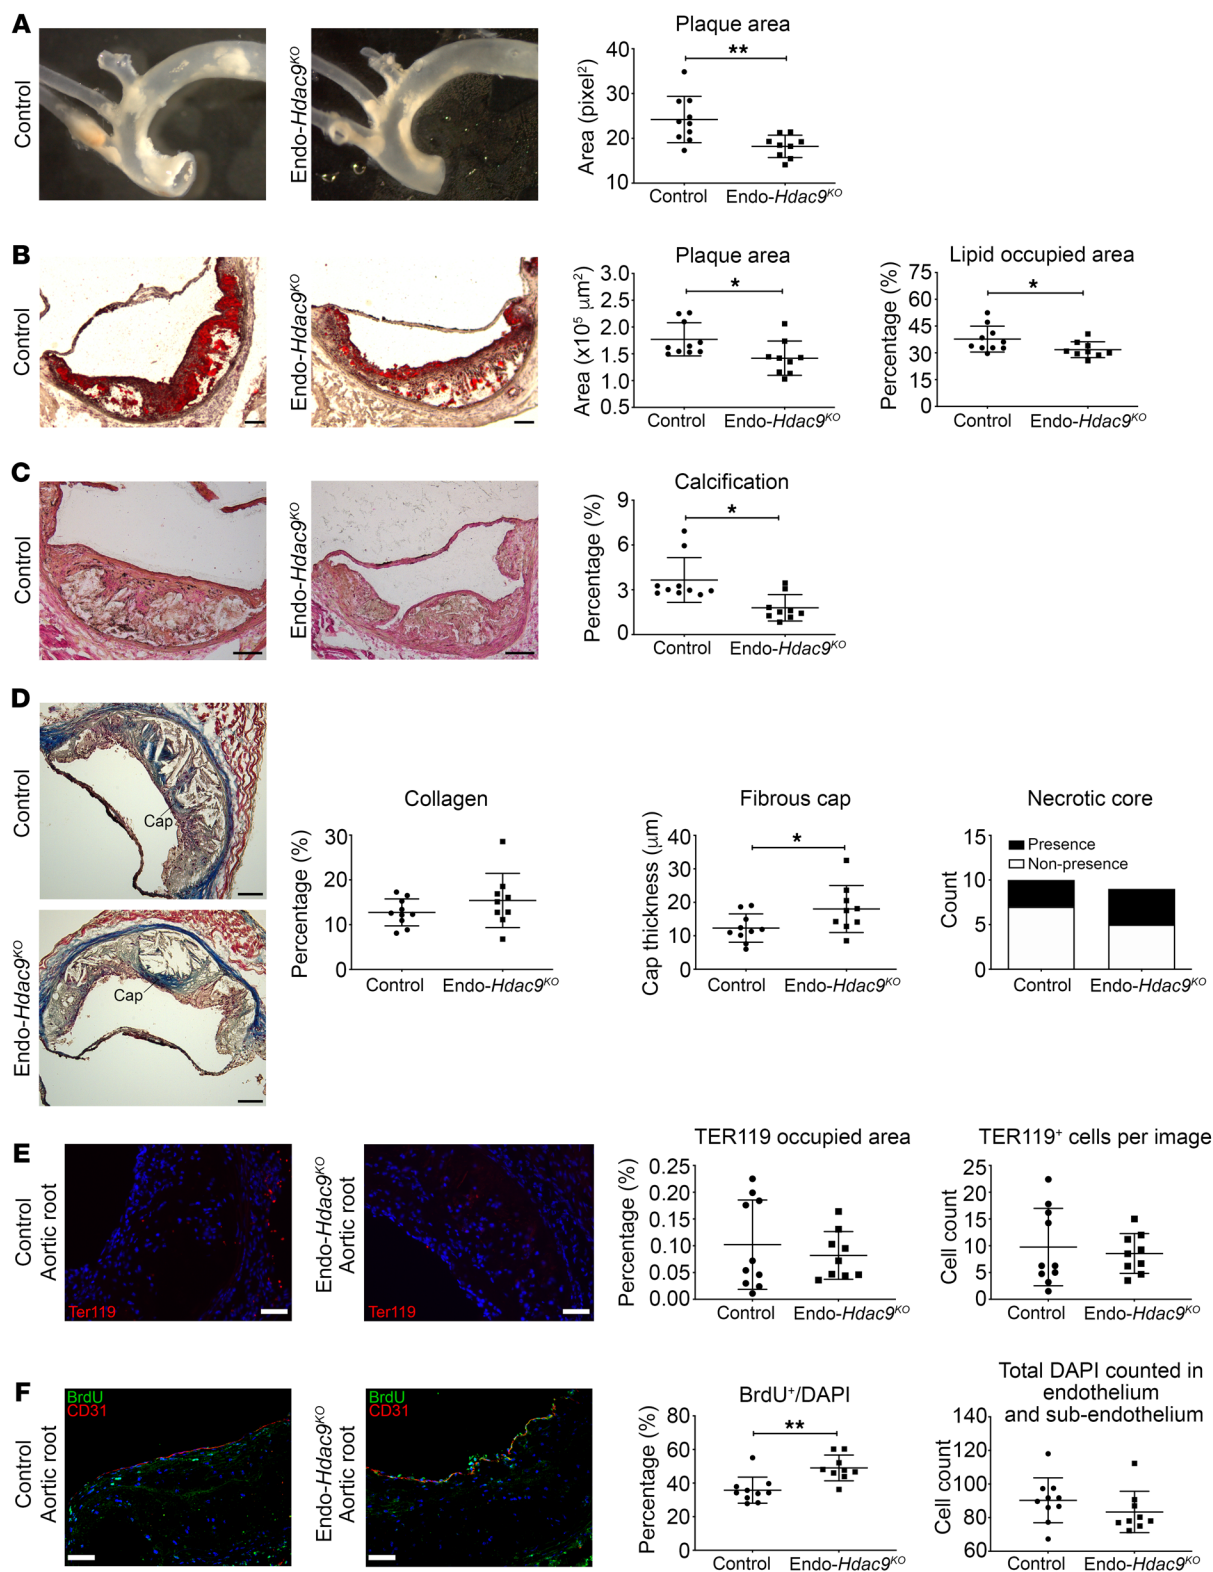 A
Control
Endo-Hdac9KO
Plaque area
**
Area (pixel2)
40
30
20
10
Control
Endo-Hdac9KO
B
Control
Endo-Hdac9KO
Plaque area
*
Area (x105 μm2)
3.0
2.5
2.0
1.5
1.0
0.5
Control
Endo-Hdac9KO
Lipid occupied area
*
Percentage (%)
75
60
45
30
15
0
Control
Endo-Hdac9KO
C
Control
Endo-Hdac9KO
Calcification
*
Percentage (%)
9
6
3
0
Control
Endo-Hdac9KO
D
Control
Cap
Endo-Hdac9KO
Cap
Collagen
Percentage (%)
30
20
10
0
Control
Endo-Hdac9KO
Fibrous cap
*
Cap thickness (μm)
40
30
20
10
0
Control
Endo-Hdac9KO
Necrotic core
Presence
Non-presence
Count
15
10
5
0
Control
Endo-Hdac9KO
E
Control
Aortic root
Ter119
Endo-Hdac9KO
Aortic root
Ter119
TER119 occupied area
Percentage (%)
0.25
0.20
0.15
0.10
0.05
0.00
Control
Endo-Hdac9KO
TER119+ cells per image
Cell count
25
20
15
10
5
0
Control
Endo-Hdac9KO
F
Control
Aortic root
BrdU
CD31
Endo-Hdac9KO
Aortic root
BrdU
CD31
BrdU+/DAPI
**
Percentage (%)
80
60
40
20
0
Control
Endo-Hdac9KO
Total DAPI counted in
endothelium
and sub-endothelium
Cell count
140
120
100
80
60
Control
Endo-Hdac9KO